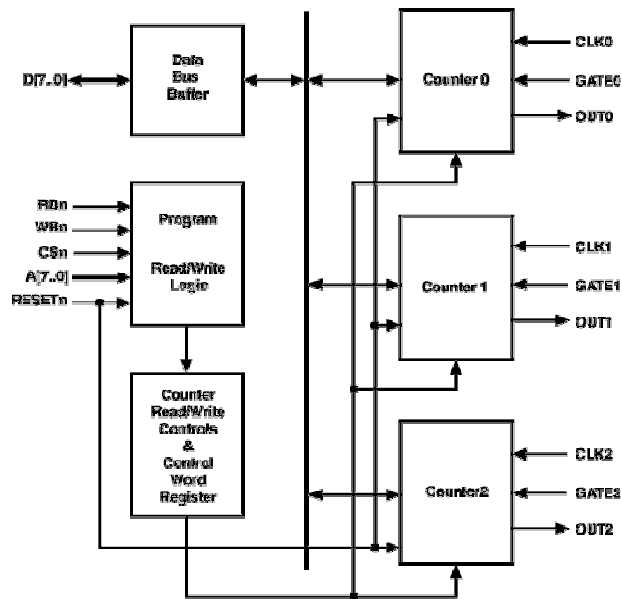 Data
Bus
Buffer
D[7..0]
Counter 0
CLK0
GATE0
OUT0
RDn
WRn
CSn
A[7..0]
RESETn
Program
Read/Write
Logic
Counter 1
CLK1
GATE1
OUT1
Counter
Read/Write
Controls
&
Control
Word
Register
Counter2
CLK2
GATE2
OUT2